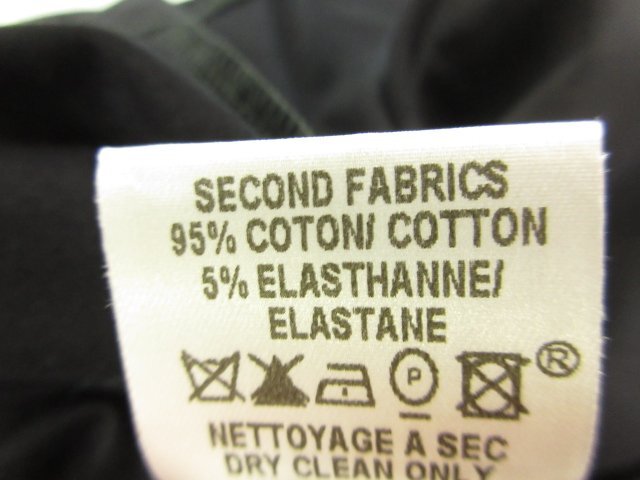 SECOND FABRICS
95% COTON/ COTTON
5% ELASTHANNE/
ELASTANE
P ®
NETTOYAGE A SEC
DRY CLEAN ONLY